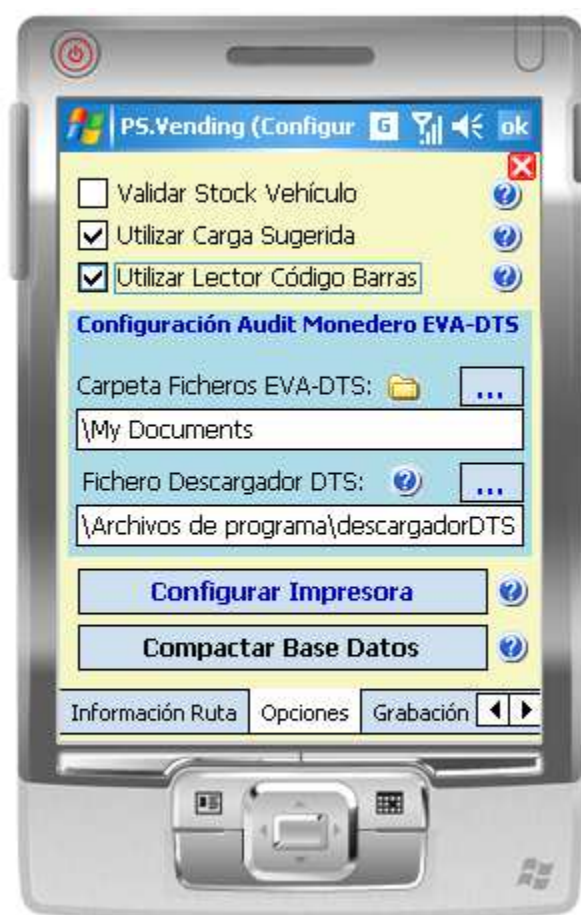 PS.Vending (Configur G ok
Validar Stock Vehículo
Utilizar Carga Sugerida
Utilizar Lector Código Barras
Configuración Audit Monedero EVA-DTS
Carpeta Ficheros EVA-DTS: ...
\My Documents
Fichero Descargador DTS: ...
\Archivos de programa\descargadorDTS
Configurar Impresora
Compactar Base Datos
Información Ruta Opciones Grabación